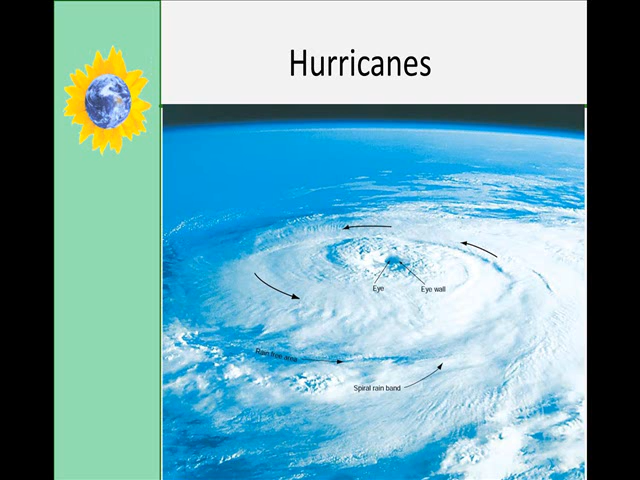 Hurricanes
Eye
Eye wall
Rain free area
Spiral rain band